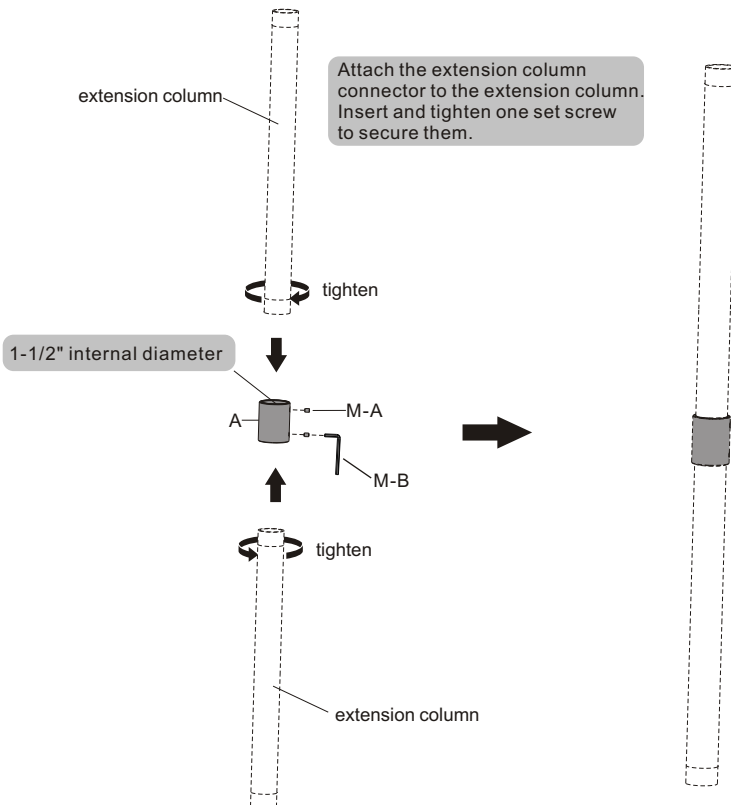 extension column
Attach the extension column
connector to the extension column.
Insert and tighten one set screw
to secure them.
tighten
1-1/2" internal diameter
A
M-A
M-B
tighten
extension column